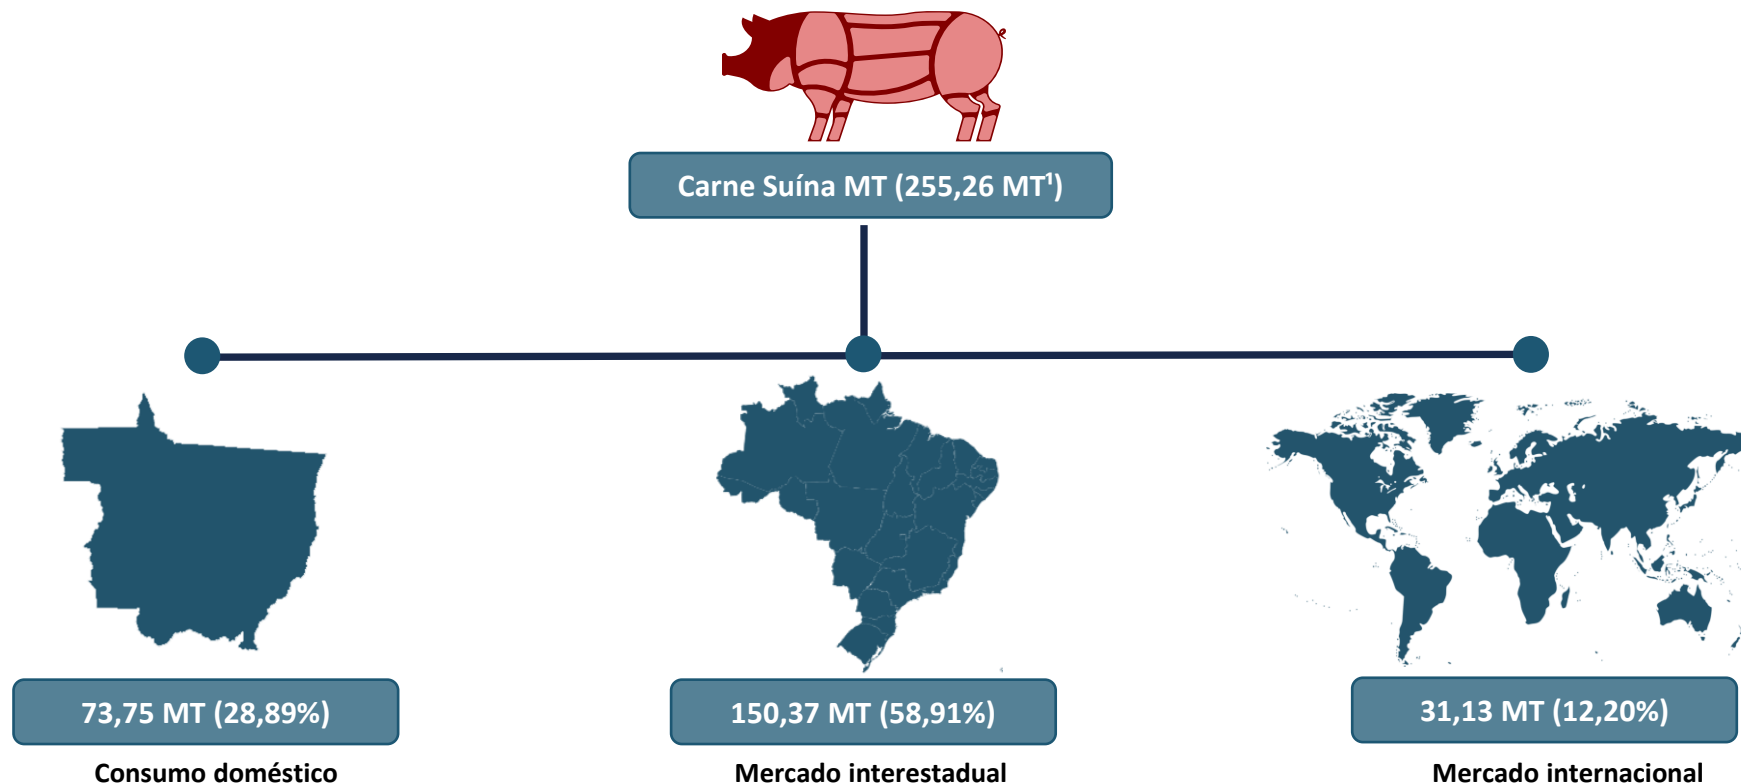 Carne Suína MT (255,26 MT¹)
73,75 MT (28,89%)
150,37 MT (58,91%)
31,13 MT (12,20%)
Consumo doméstico
Mercado interestadual
Mercado internacional